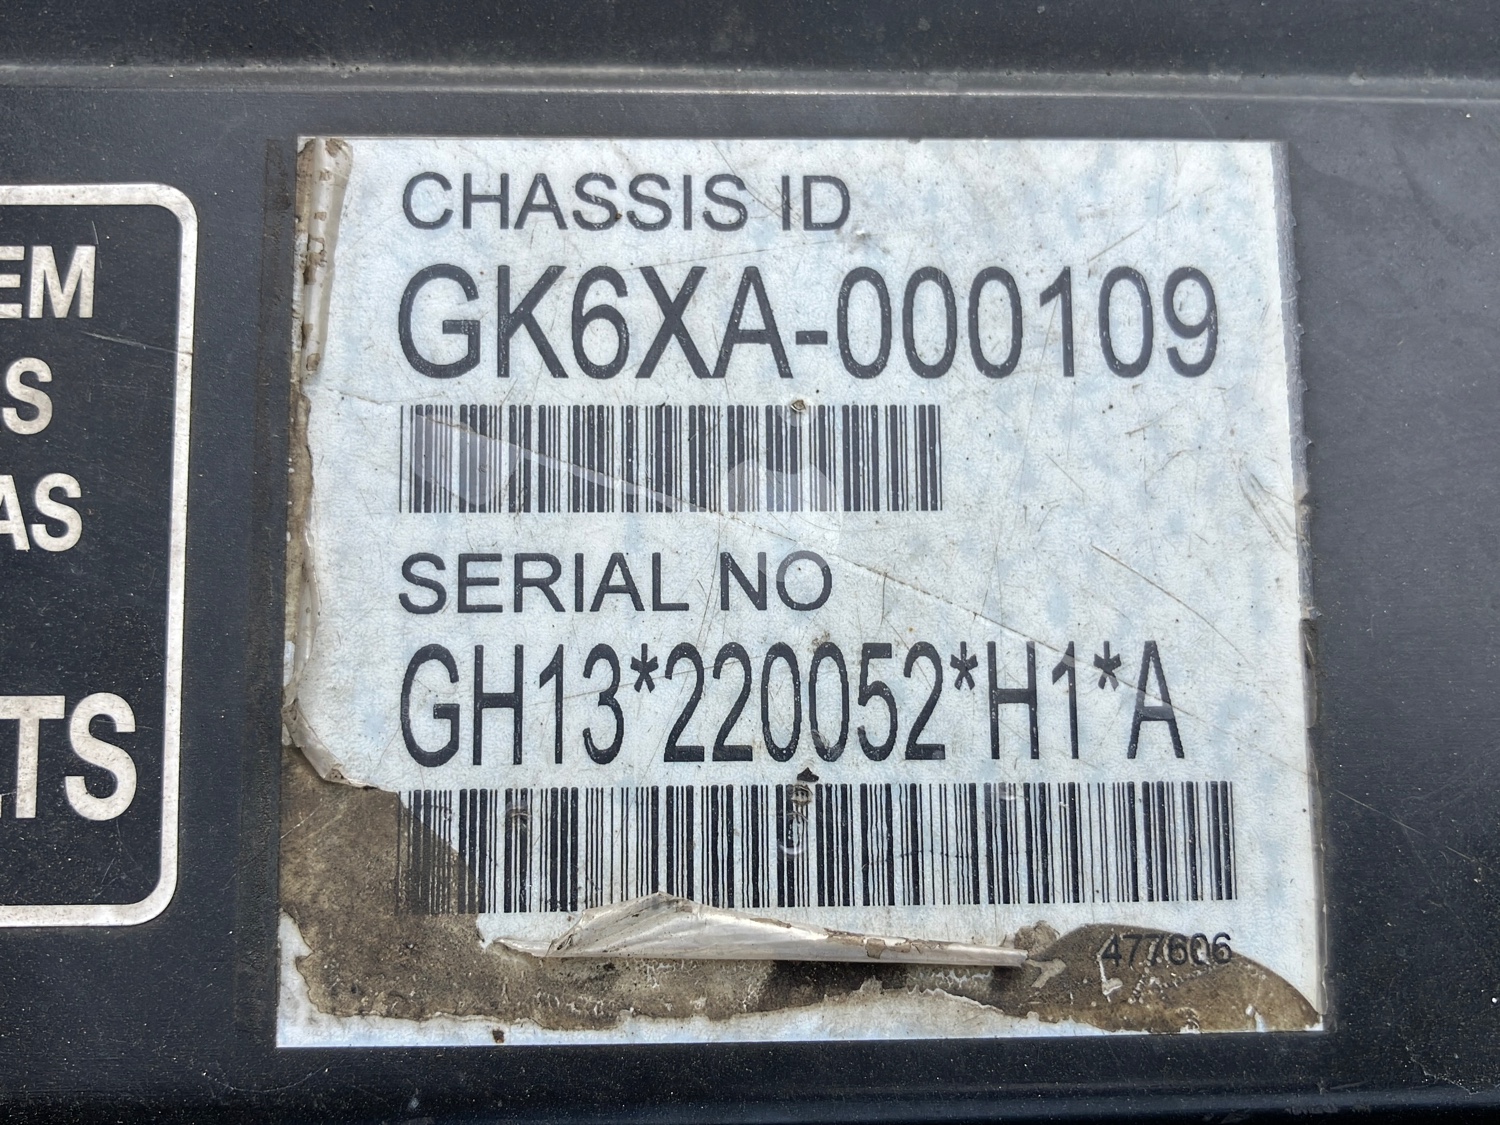 EM
S
AS
TS
CHASSIS ID
GK6XA-000109
SERIAL NO
GH13*220052*H1*A
477606